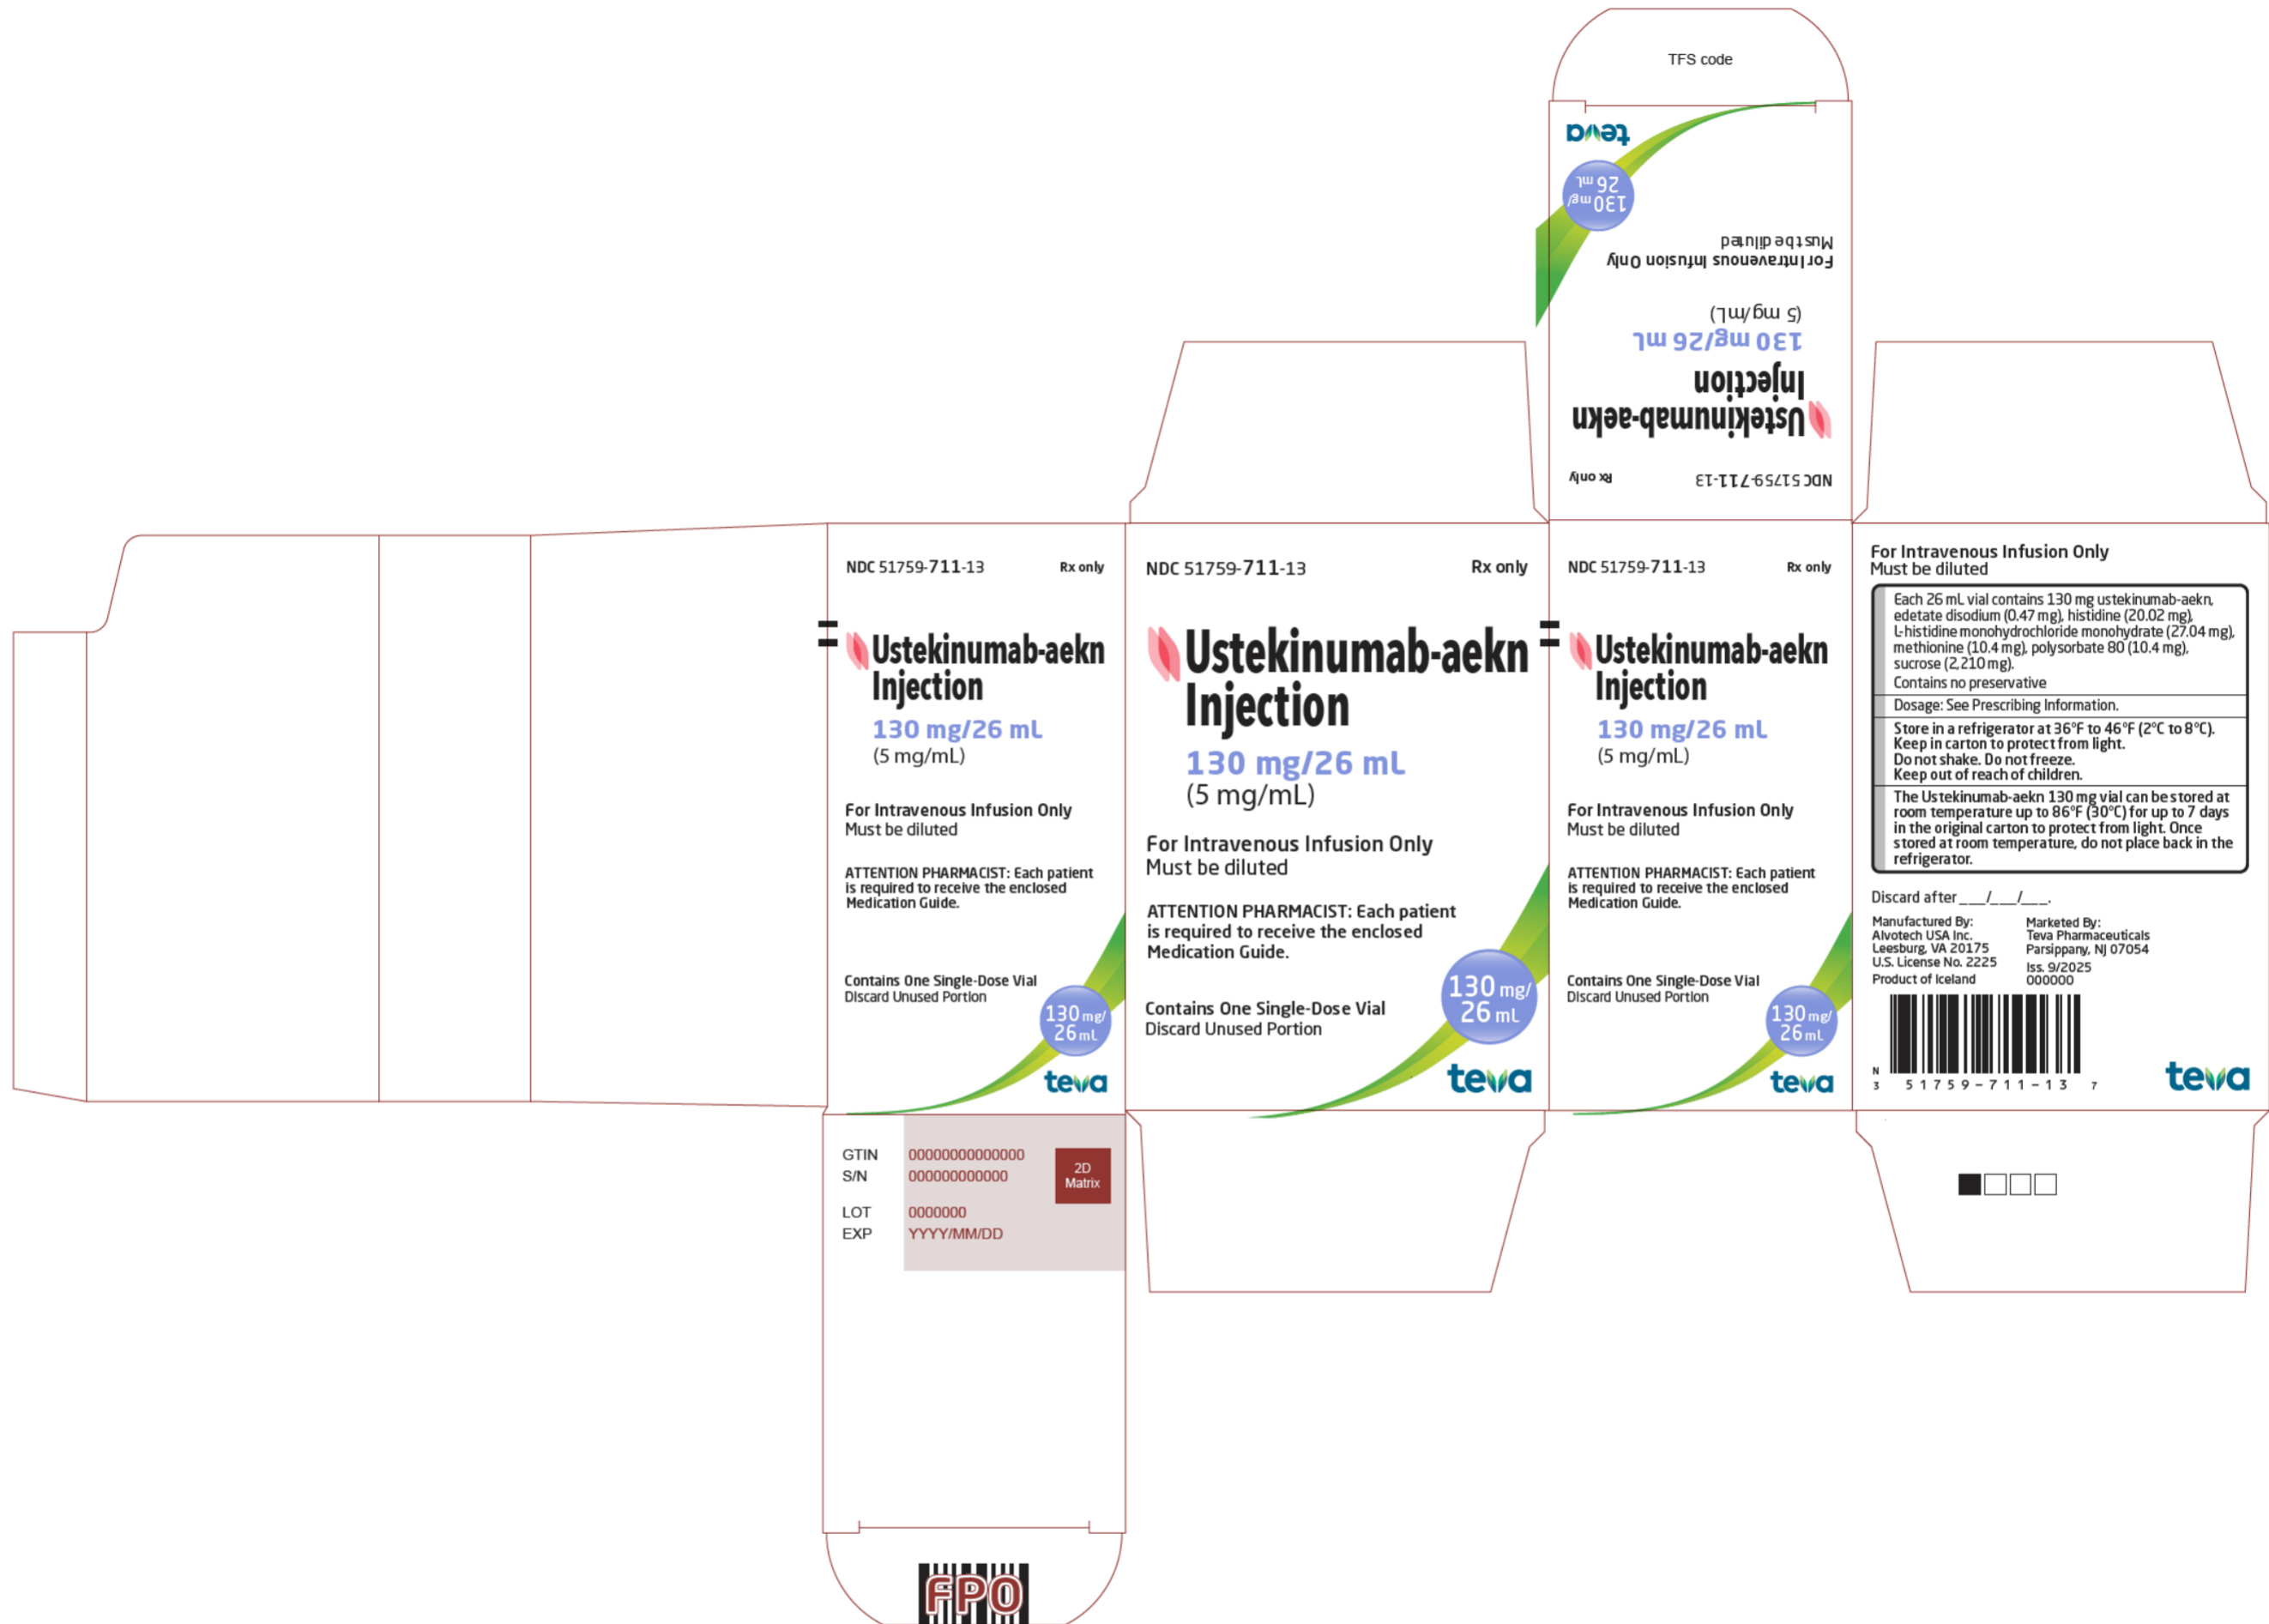 TFS code
teva
130 mg/
26 mL
For Intravenous Infusion Only
Must be diluted
130 mg/26 mL
(5 mg/mL)
Ustekinumab-aekn
Injection
NDC 51759-711-13 Rx only
NDC 51759-711-13 Rx only
Ustekinumab-aekn
Injection
130 mg/26 mL
(5 mg/mL)
For Intravenous Infusion Only
Must be diluted
ATTENTION PHARMACIST: Each patient
is required to receive the enclosed
Medication Guide.
Contains One Single-Dose Vial
Discard Unused Portion
130 mg/
26 mL
teva
NDC 51759-711-13 Rx only
Ustekinumab-aekn
Injection
130 mg/26 mL
(5 mg/mL)
For Intravenous Infusion Only
Must be diluted
ATTENTION PHARMACIST: Each patient
is required to receive the enclosed
Medication Guide.
Contains One Single-Dose Vial
Discard Unused Portion
130 mg/
26 mL
teva
NDC 51759-711-13 Rx only
Ustekinumab-aekn
Injection
130 mg/26 mL
(5 mg/mL)
For Intravenous Infusion Only
Must be diluted
ATTENTION PHARMACIST: Each patient
is required to receive the enclosed
Medication Guide.
Contains One Single-Dose Vial
Discard Unused Portion
130 mg/
26 mL
teva
For Intravenous Infusion Only
Must be diluted
Each 26 mL vial contains 130 mg ustekinumab-aekn,
edetate disodium (0.47 mg), histidine (20.02 mg),
L-histidine monohydrochloride monohydrate (27.04 mg),
methionine (10.4 mg), polysorbate 80 (10.4 mg),
sucrose (2,210 mg).
Contains no preservative
Dosage: See Prescribing Information.
Store in a refrigerator at 36°F to 46°F (2°C to 8°C).
Keep in carton to protect from light.
Do not shake. Do not freeze.
Keep out of reach of children.
The Ustekinumab-aekn 130 mg vial can be stored at
room temperature up to 86°F (30°C) for up to 7 days
in the original carton to protect from light. Once
stored at room temperature, do not place back in the
refrigerator.
Discard after ___/___/___.
Manufactured By:
Alvotech USA Inc.
Leesburg, VA 20175
U.S. License No. 2225
Product of Iceland
Marketed By:
Teva Pharmaceuticals
Parsippany, NJ 07054
Iss. 9/2025
000000
N
3 51759-711-13 7
teva
GTIN 00000000000000
S/N 000000000000
LOT 0000000
EXP YYYY/MM/DD
2D
Matrix
FPO